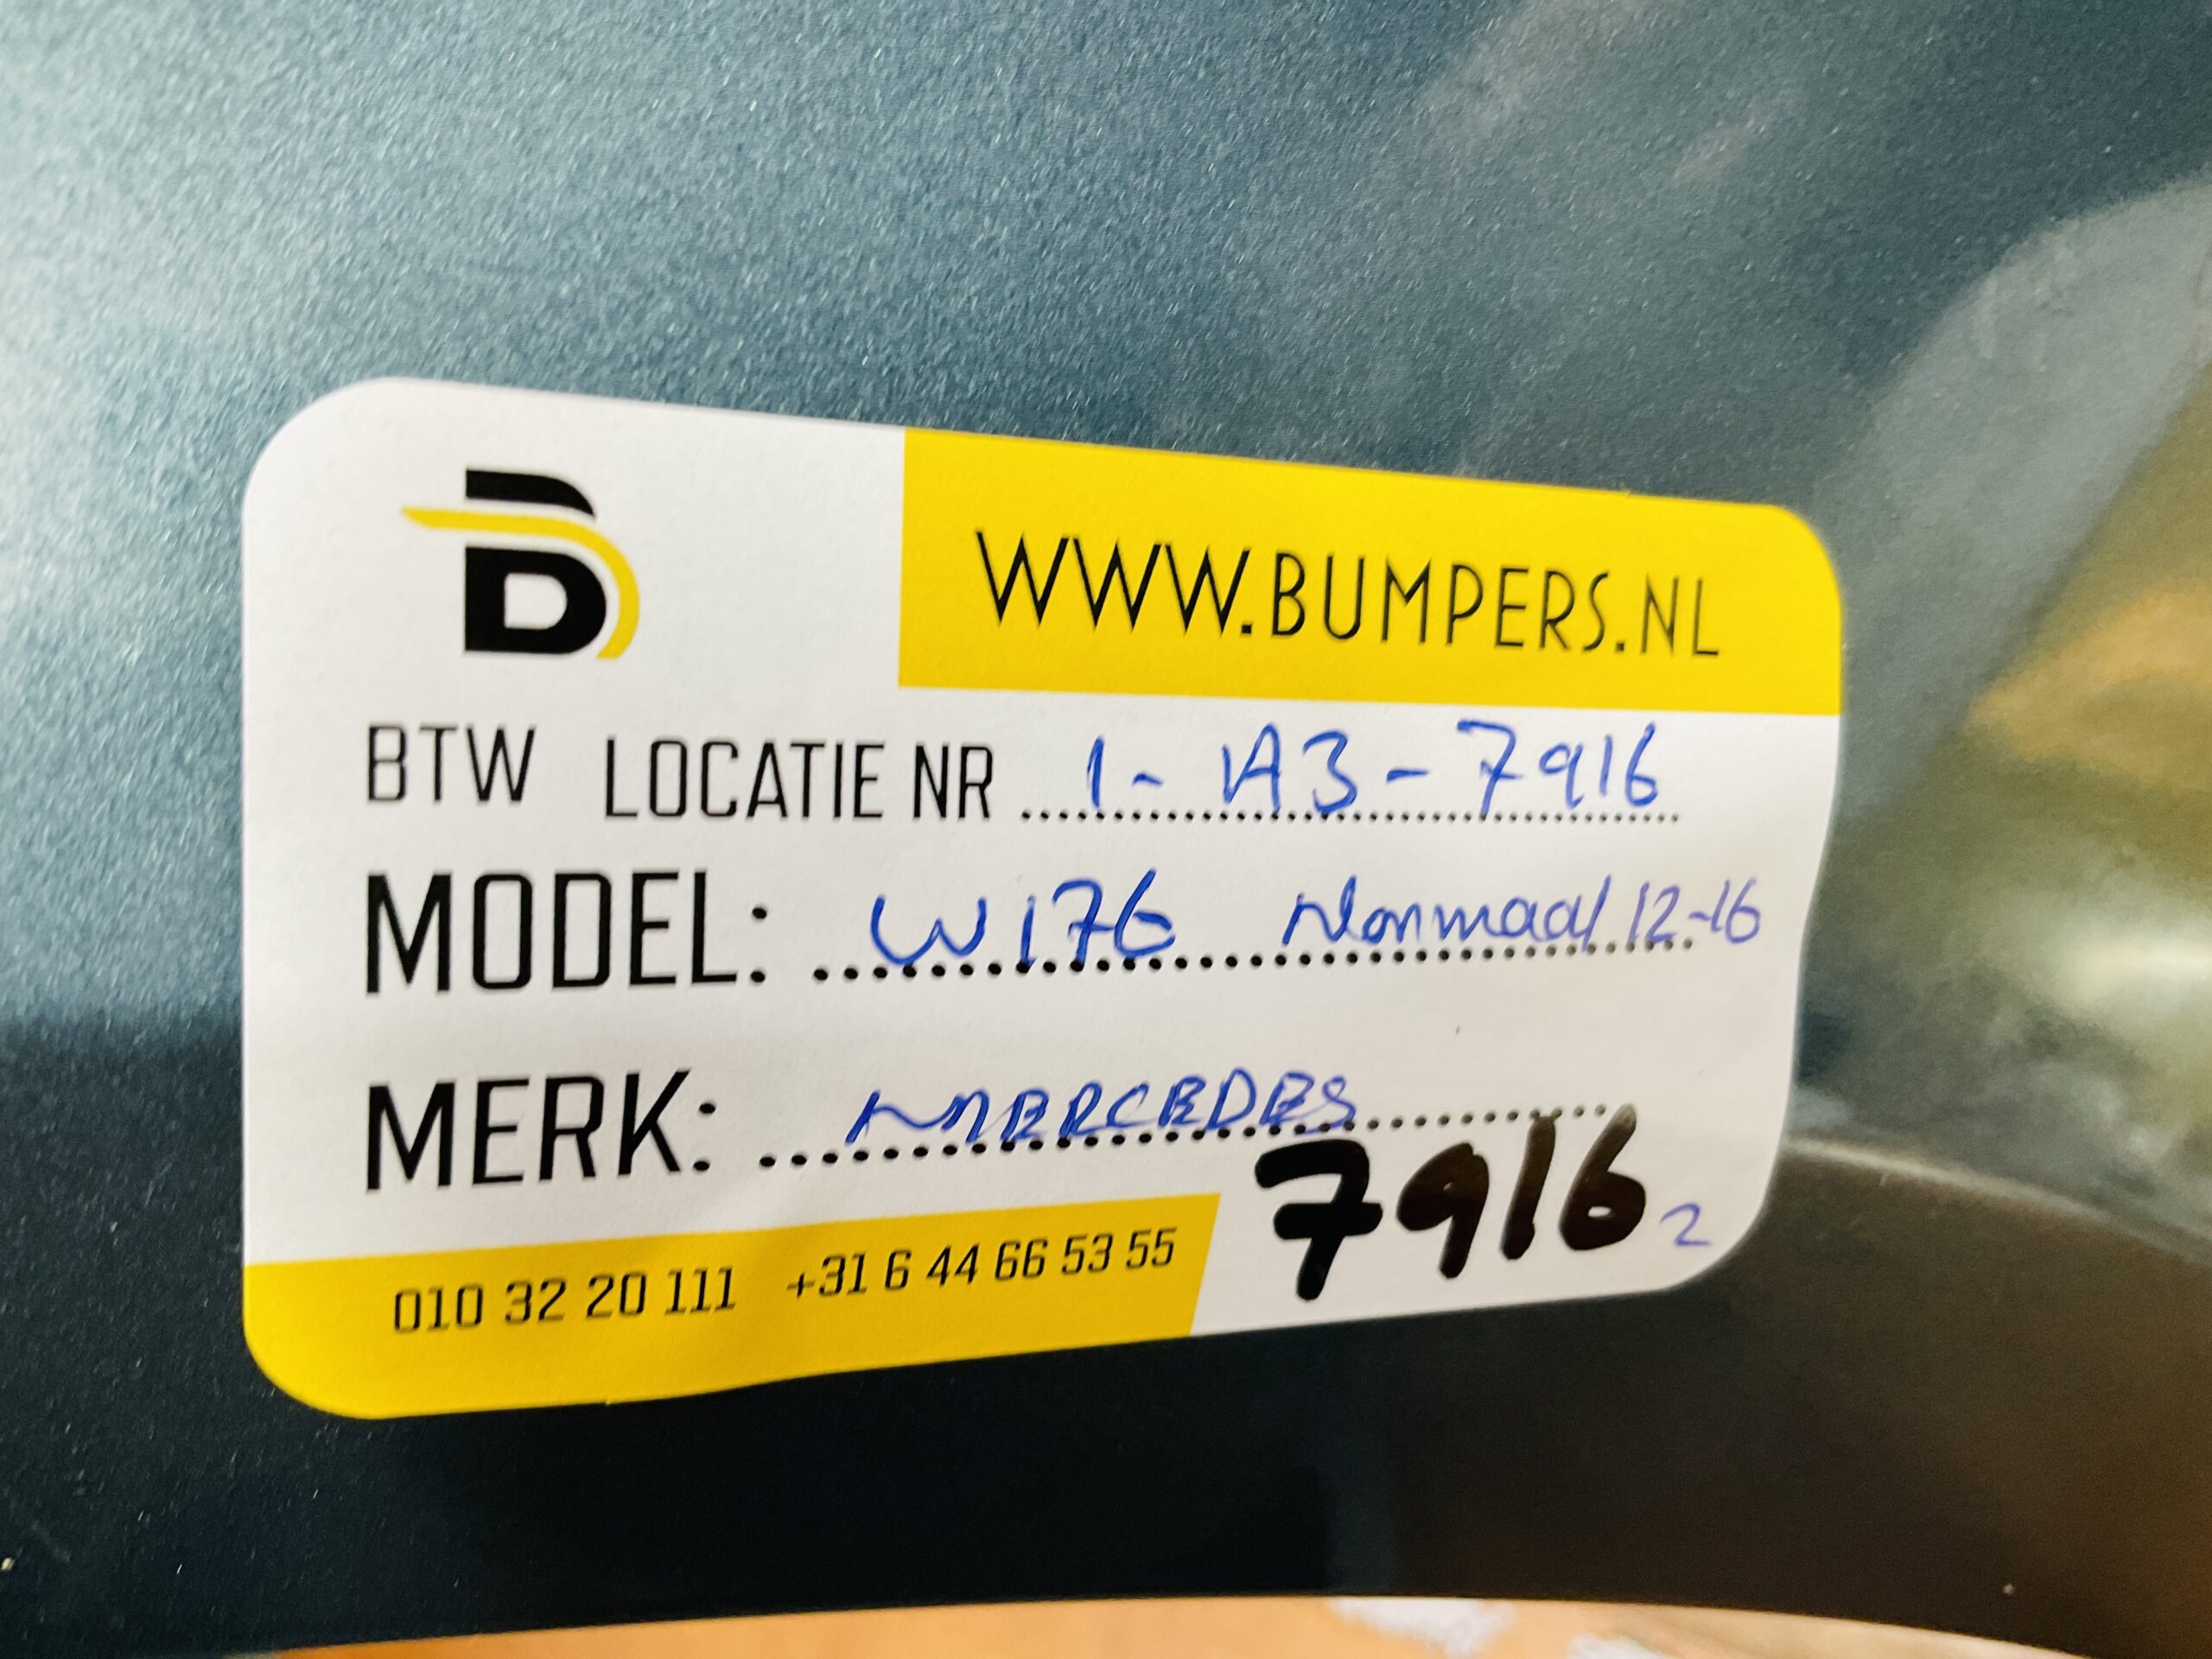 B
WWW.BUMPERS.NL
BTW LOCATIE NR 1 - A3 - 7916
MODEL: W176 Normaal 12-16
MERK: MERCEDES
7916 2
010 32 20 111 +31 6 44 66 53 55